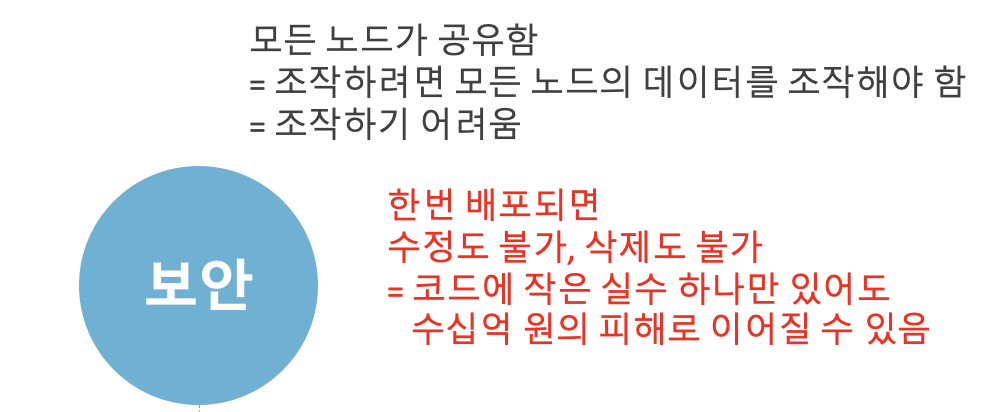 모든 노드가 공유함
= 조작하려면 모든 노드의 데이터를 조작해야 함
= 조작하기 어려움
보안
한번 배포되면
수정도 불가, 삭제도 불가
= 코드에 작은 실수 하나만 있어도
수십억 원의 피해로 이어질 수 있음